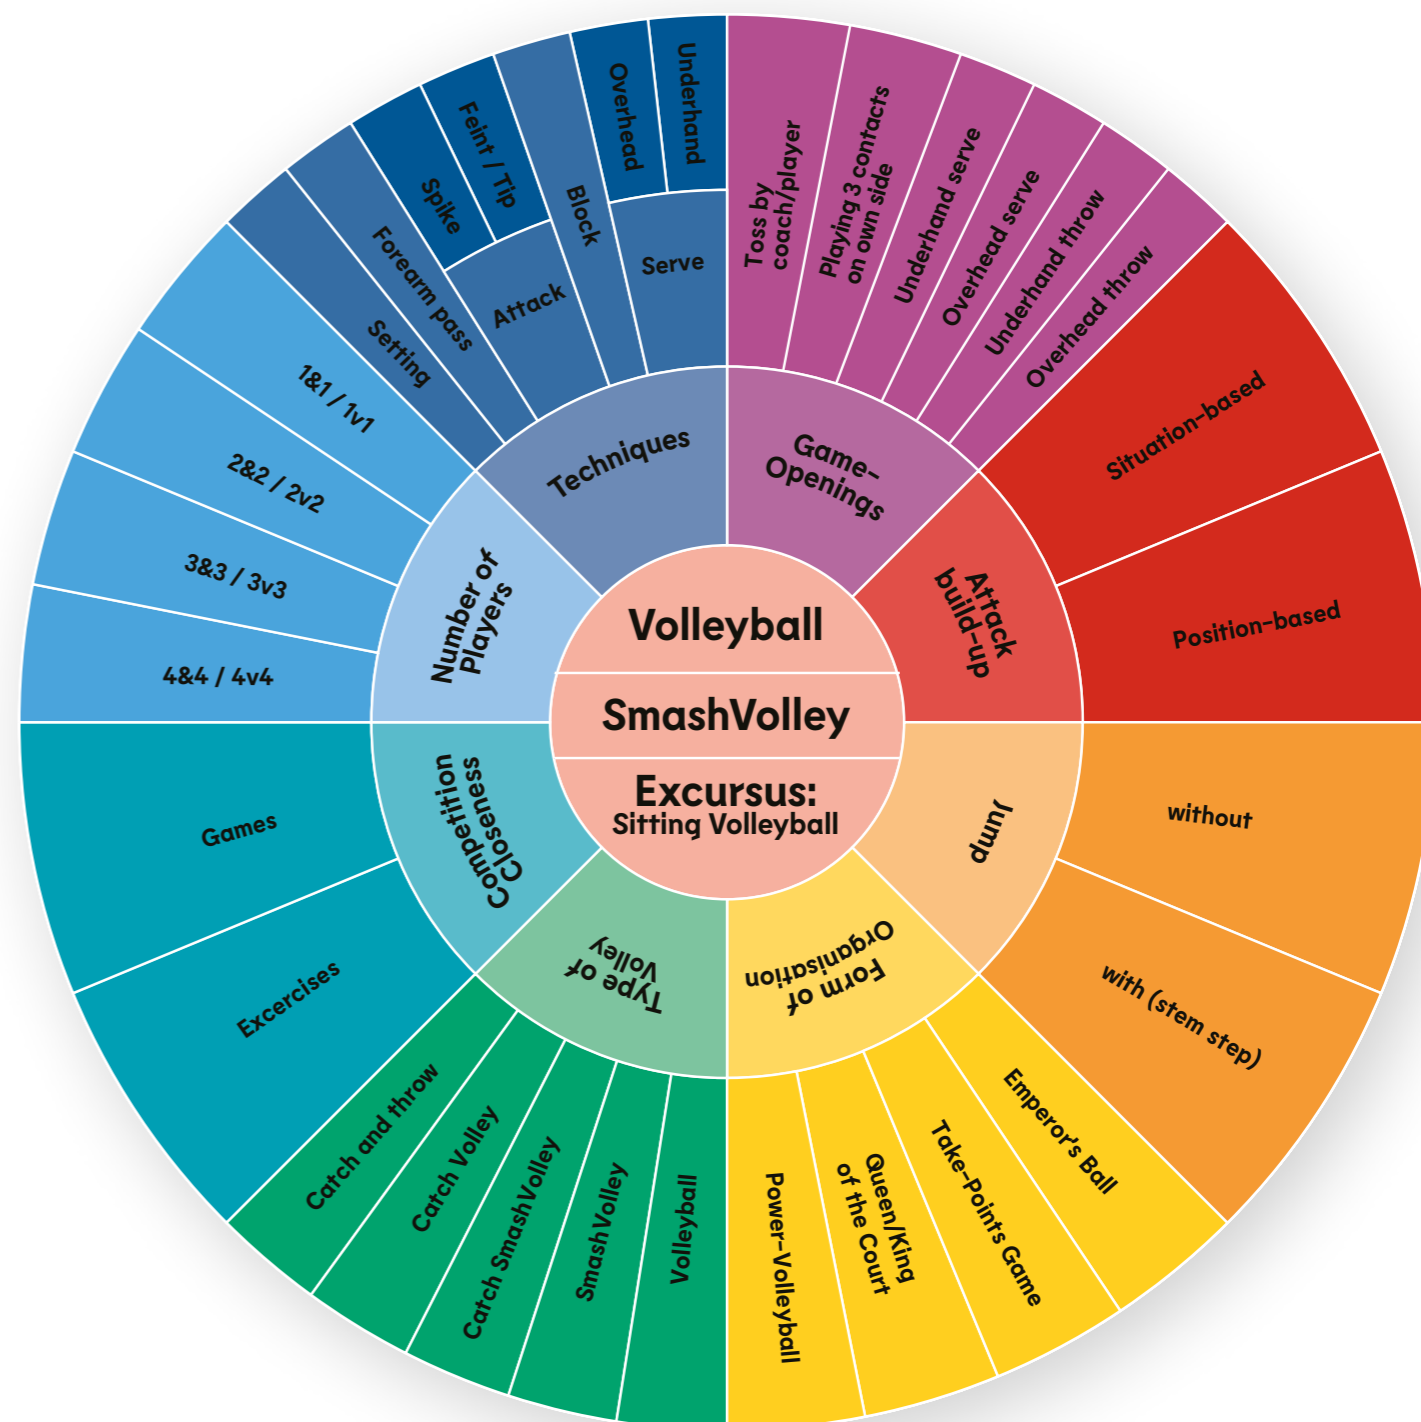 Volleyball
SmashVolley
Excursus:
Sitting Volleyball
Techniques
Setting
Forearm pass
Attack
Spike
Feint / Tip
Block
Serve
Overhead
Underhand
Game-
Openings
Toss by
coach/player
Playing 3 contacts
on own side
Underhand serve
Overhead serve
Underhand throw
Overhead throw
Attack
build-up
Situation-based
Position-based
Jump
without
with (stem step)
Form of
Organisation
Emperor's Ball
Take-Points Game
Queen/King
of the Court
Power-Volleyball
Type of
Volley
Volleyball
SmashVolley
Catch SmashVolley
Catch Volley
Catch and throw
Competition
Closeness
Excercises
Games
Number of
Players
4&4 / 4v4
3&3 / 3v3
2&2 / 2v2
1&1 / 1v1